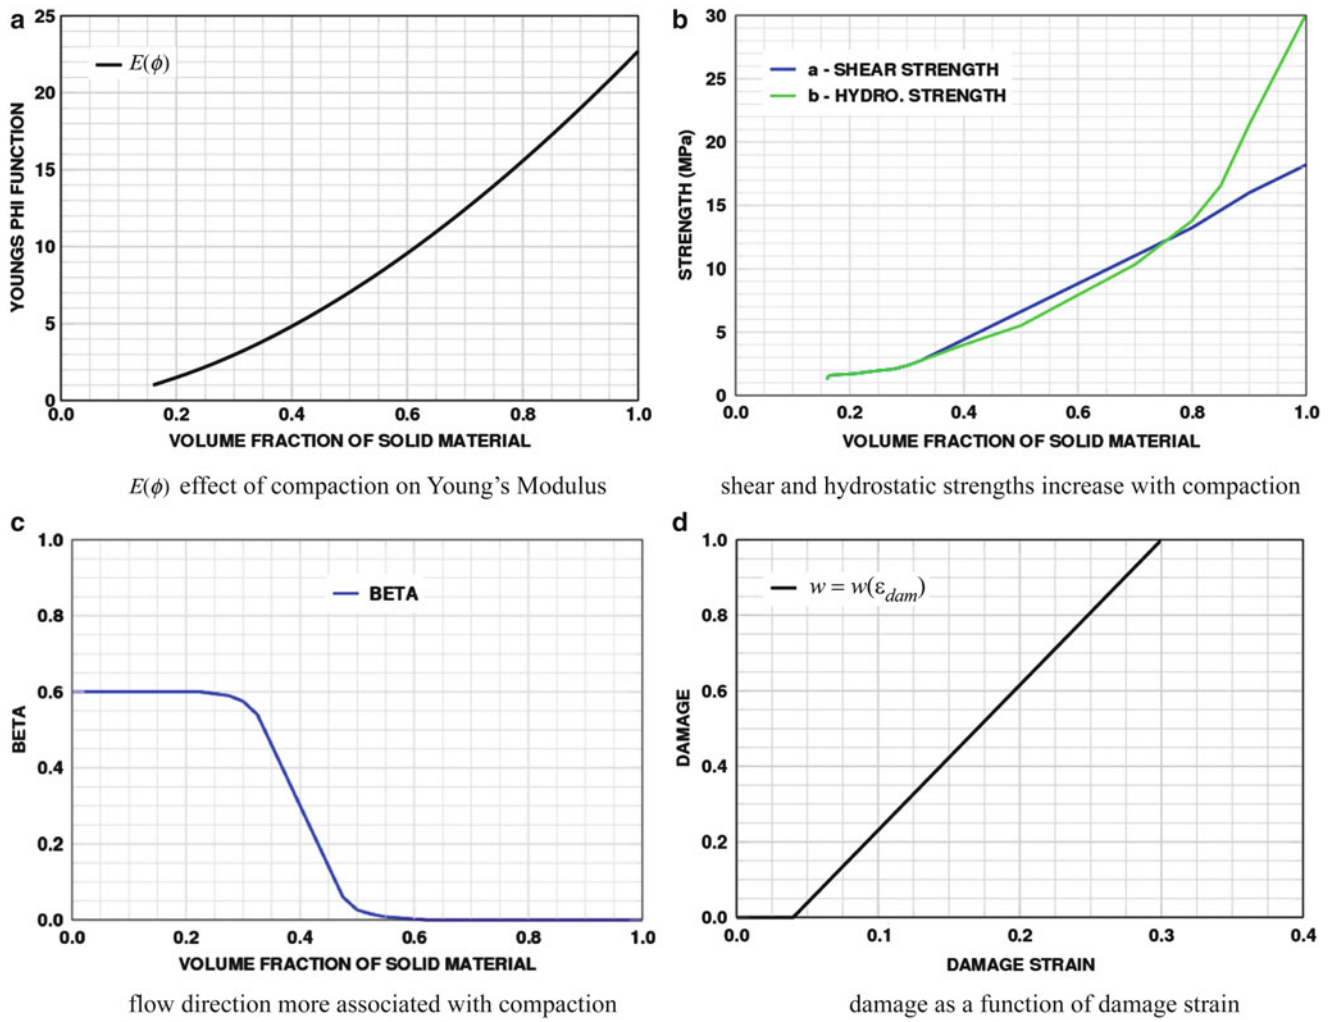 a
25
20
15
10
5
0
YOUNGS PHI FUNCTION
E(ϕ)
0.0 0.2 0.4 0.6 0.8 1.0
VOLUME FRACTION OF SOLID MATERIAL
E(ϕ) effect of compaction on Young's Modulus
b
30
25
20
15
10
5
0
STRENGTH (MPa)
a - SHEAR STRENGTH
b - HYDRO. STRENGTH
0.0 0.2 0.4 0.6 0.8 1.0
VOLUME FRACTION OF SOLID MATERIAL
shear and hydrostatic strengths increase with compaction
c
1.0
0.8
0.6
0.4
0.2
0.0
BETA
BETA
0.0 0.2 0.4 0.6 0.8 1.0
VOLUME FRACTION OF SOLID MATERIAL
flow direction more associated with compaction
d
1.0
0.8
0.6
0.4
0.2
0.0
DAMAGE
w = w(ε_dam)
0.0 0.1 0.2 0.3 0.4
DAMAGE STRAIN
damage as a function of damage strain